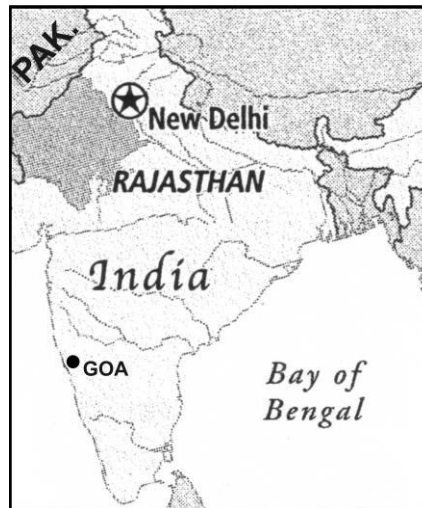 PAK.
New Delhi
RAJASTHAN
India
GOA
Bay of
Bengal